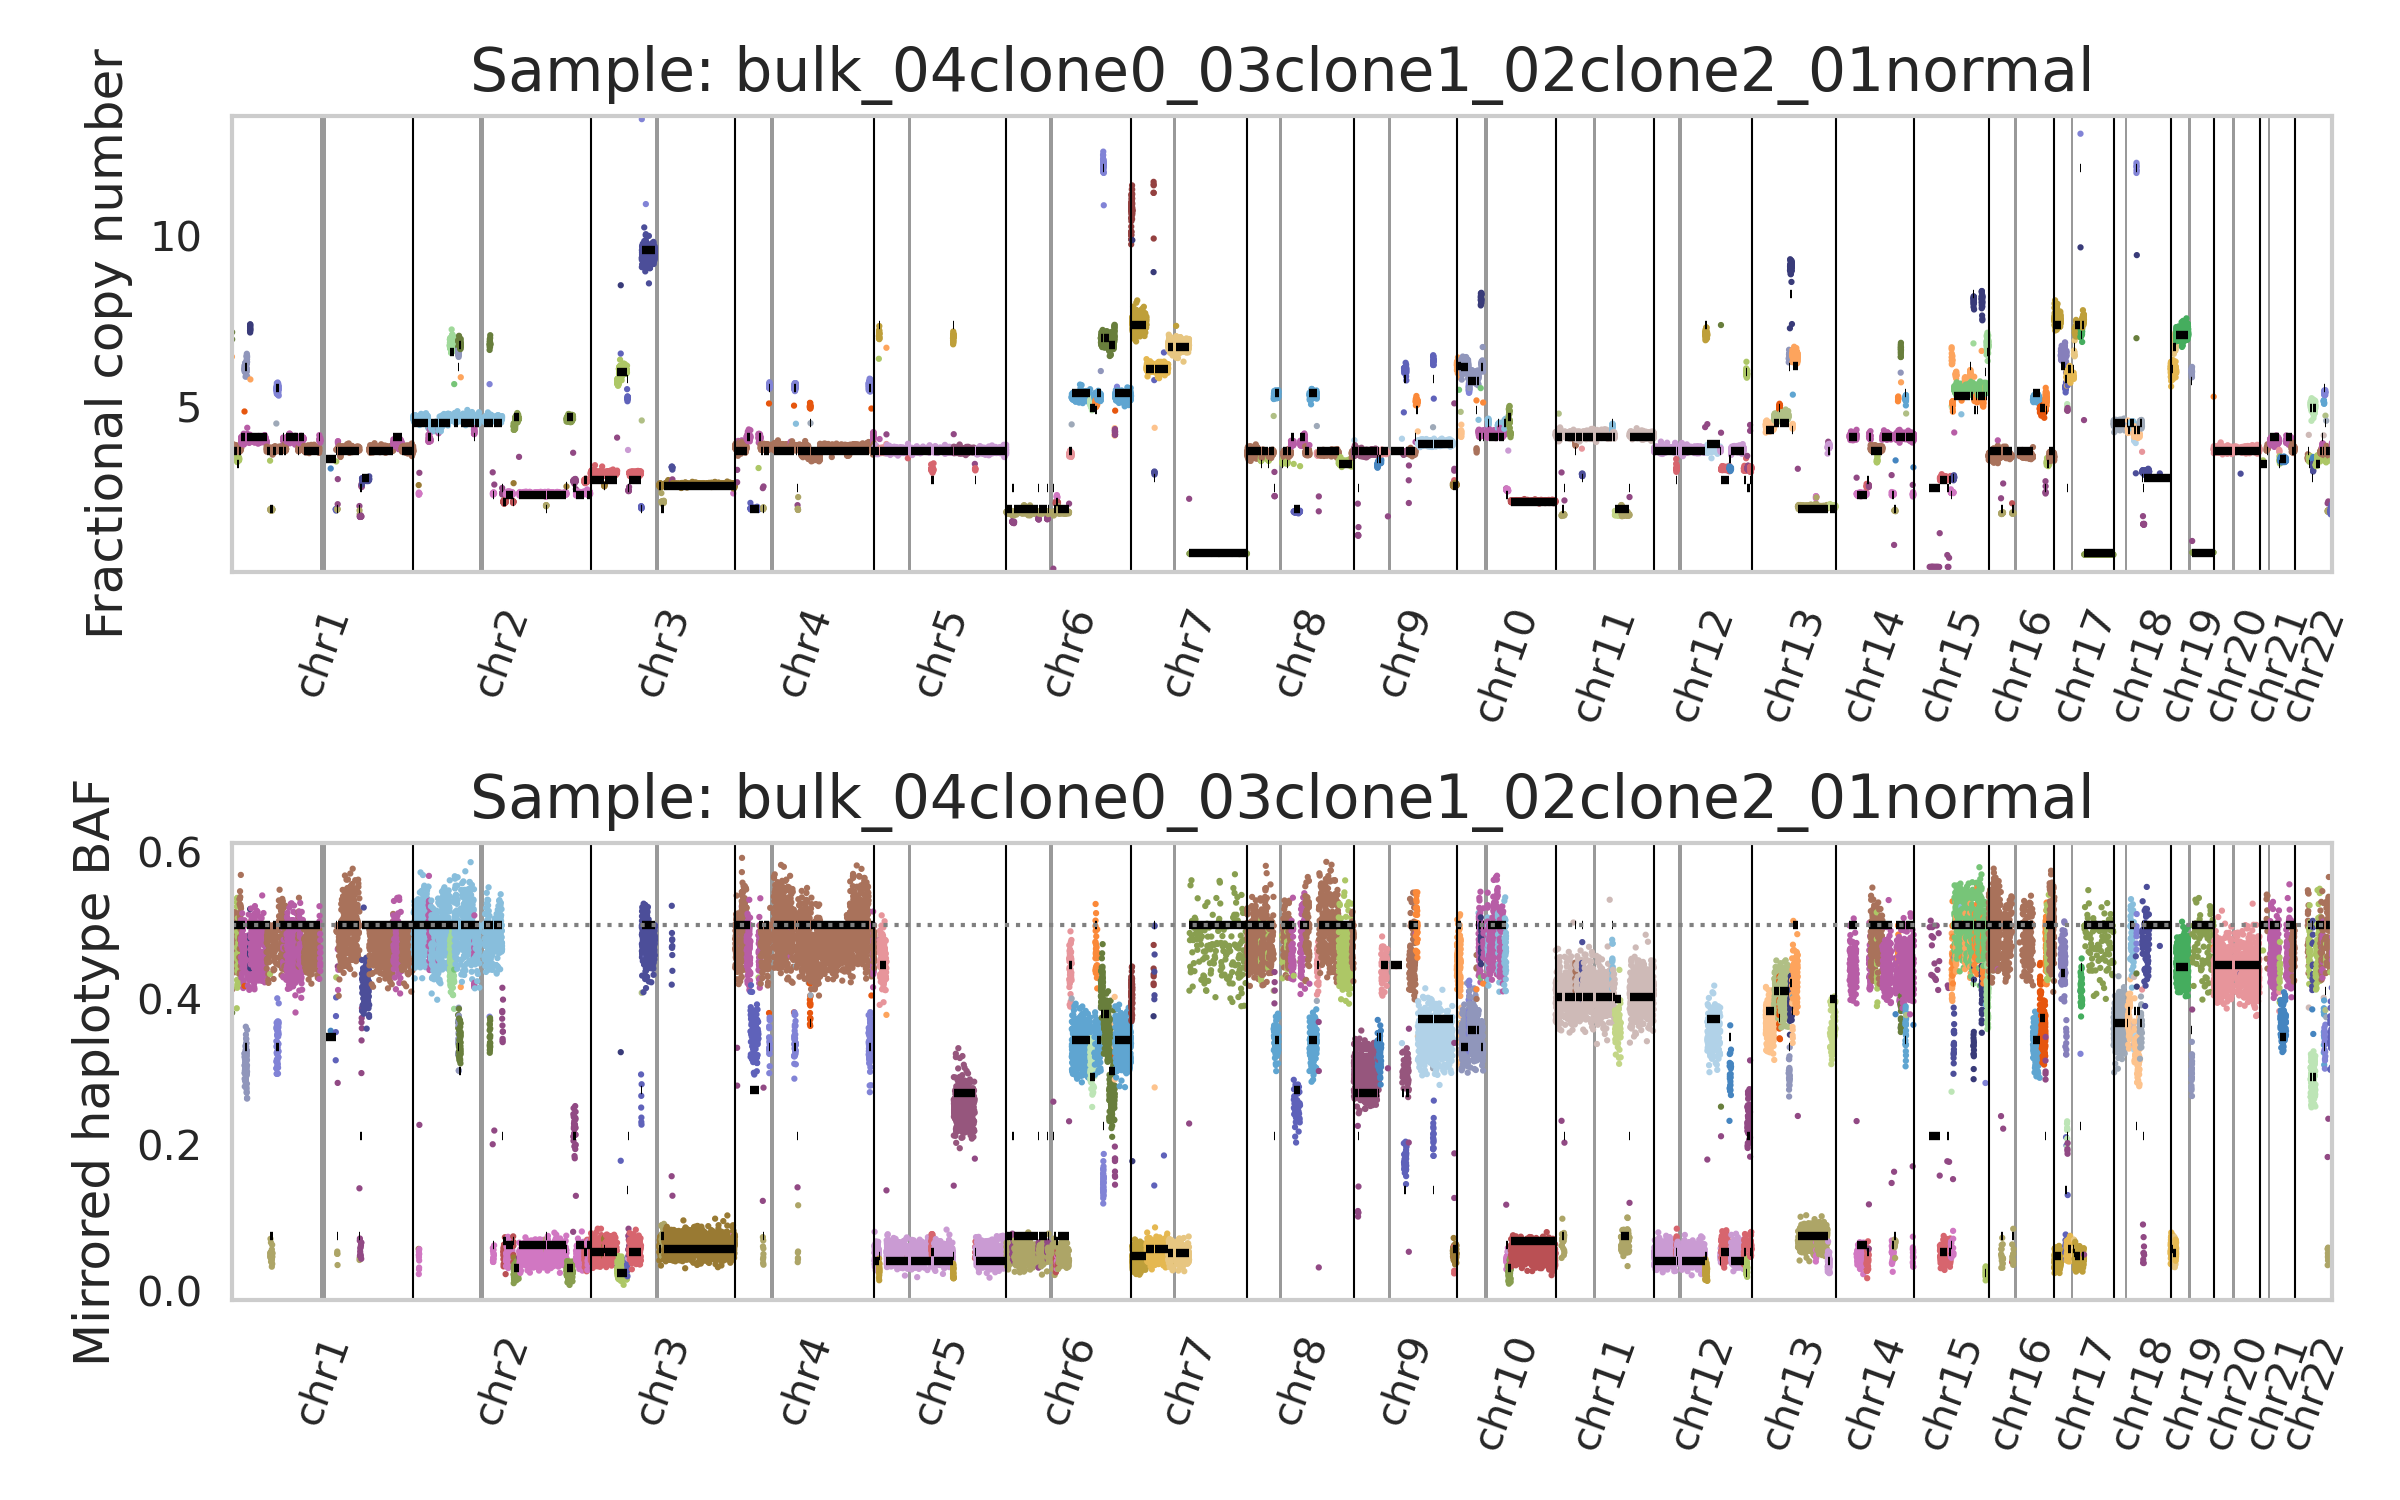 Sample: bulk_04clone0_03clone1_02clone2_01normal
Fractional copy number
10
5
chr1
chr2
chr3
chr4
chr5
chr6
chr7
chr8
chr9
chr10
chr11
chr12
chr13
chr14
chr15
chr16
chr17
chr18
chr19
chr20
chr21
chr22
Sample: bulk_04clone0_03clone1_02clone2_01normal
Mirrored haplotype BAF
0.6
0.4
0.2
0.0
chr1
chr2
chr3
chr4
chr5
chr6
chr7
chr8
chr9
chr10
chr11
chr12
chr13
chr14
chr15
chr16
chr17
chr18
chr19
chr20
chr21
chr22